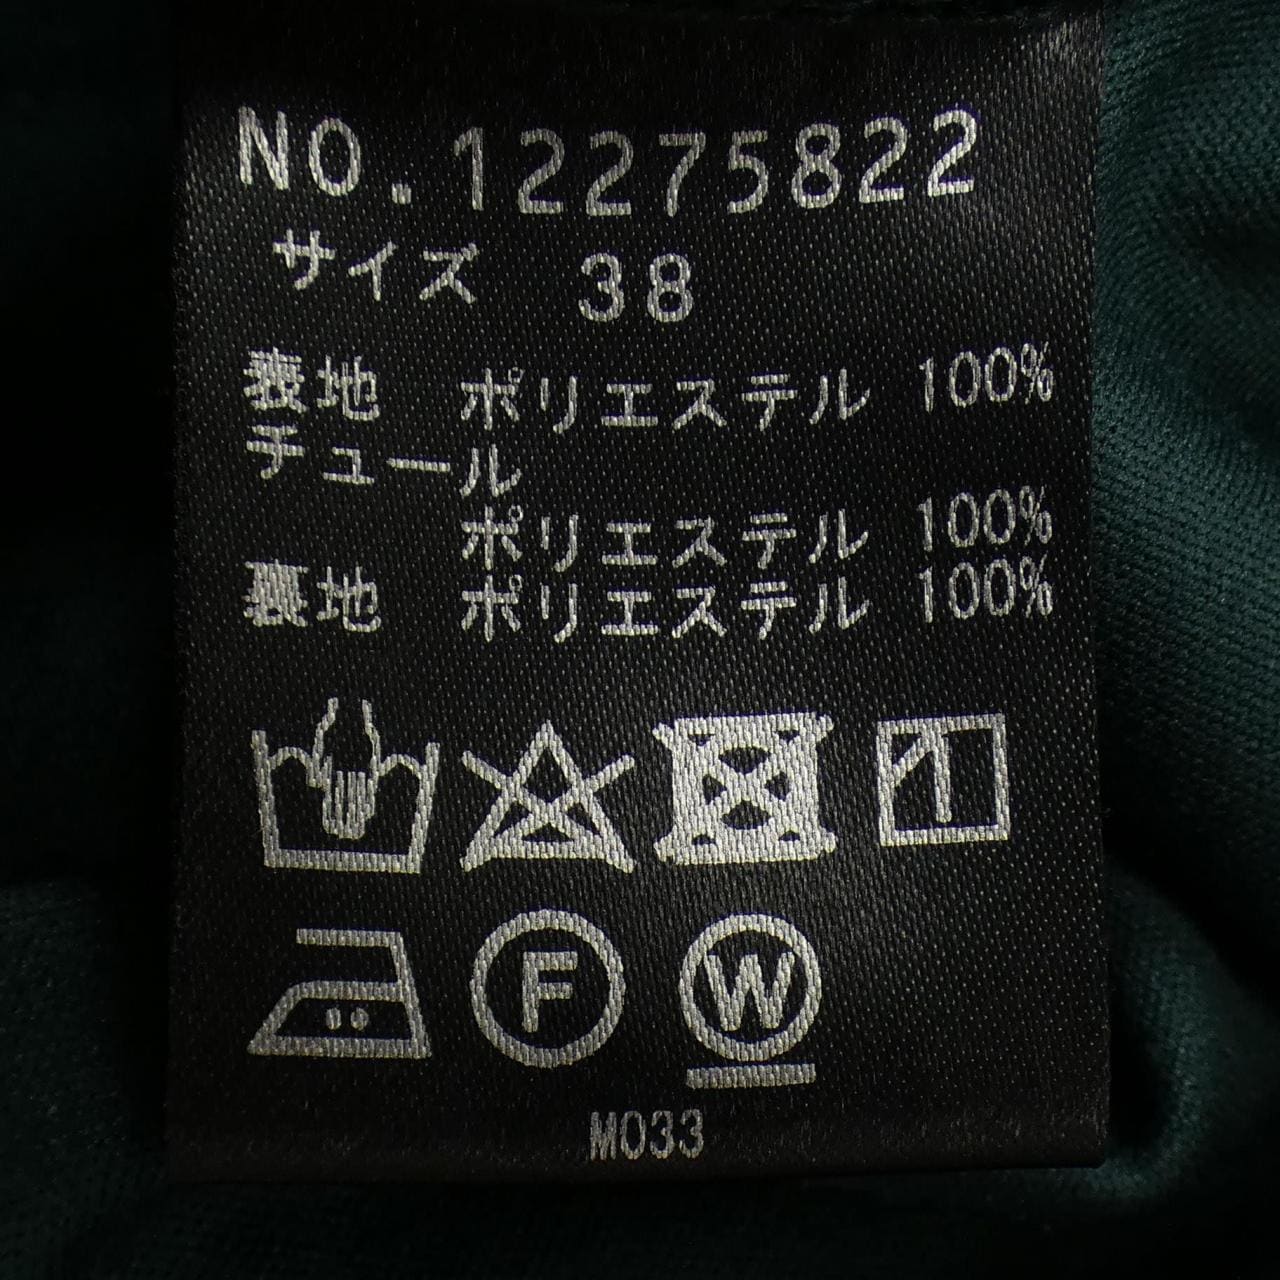 NO.12275822
サイズ 38
表地 ポリエステル 100%
チュール
ポリエステル 100%
裏地 ポリエステル 100%
F W
M033